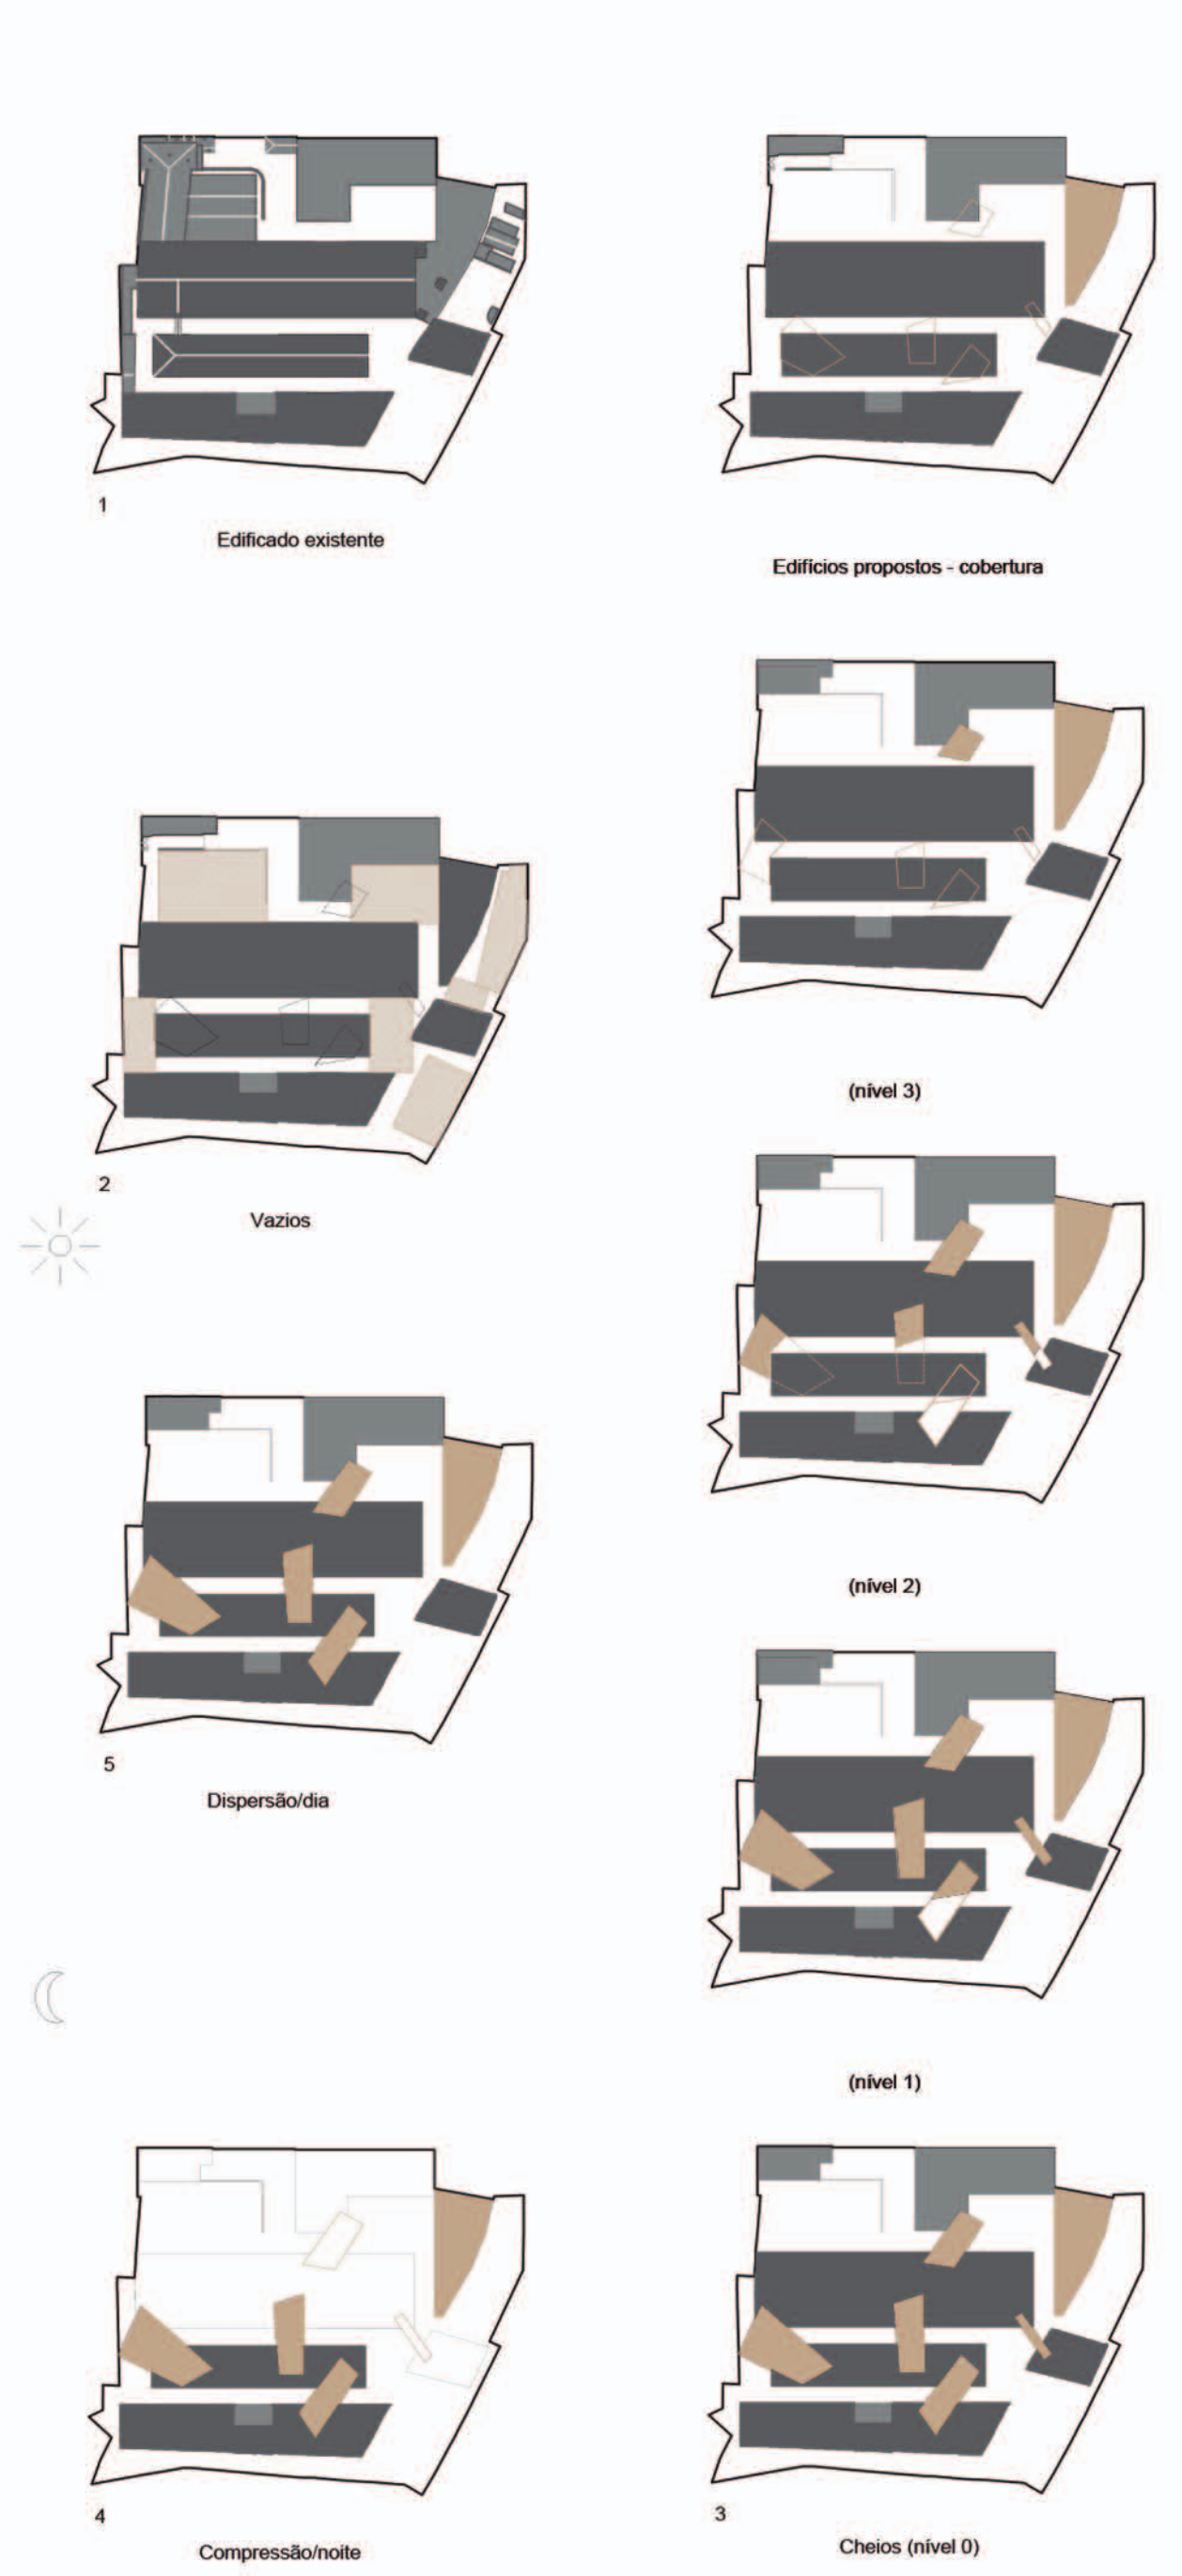 1
Edificado existente
Edifícios propostos - cobertura
(nível 3)
2
Vazios
(nível 2)
5
Dispersão/dia
(nível 1)
4
Compressão/noite
3
Cheios (nível 0)